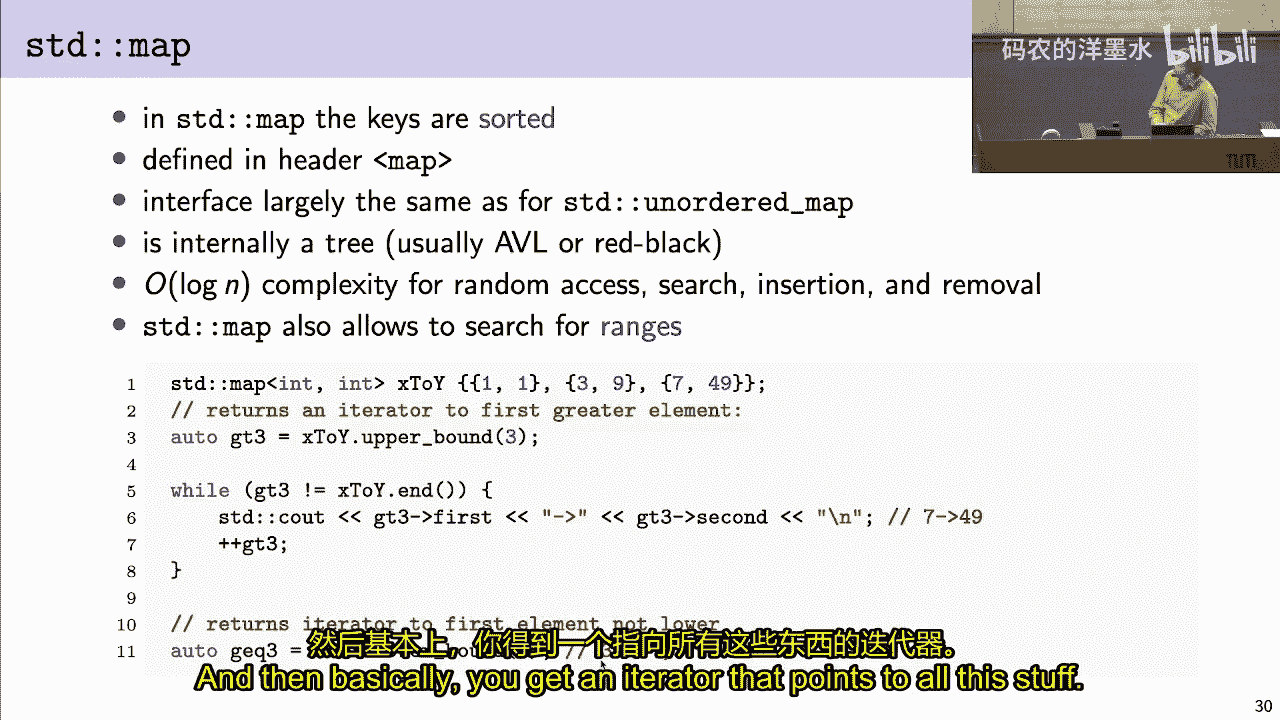 std::map
码农的洋墨水 bilibili
TUM
• in std::map the keys are sorted
• defined in header <map>
• interface largely the same as for std::unordered_map
• is internally a tree (usually AVL or red-black)
• O(log n) complexity for random access, search, insertion, and removal
• std::map also allows to search for ranges
1 std::map<int, int> xToY {{1, 1}, {3, 9}, {7, 49}};
2 // returns an iterator to first greater element:
3 auto gt3 = xToY.upper_bound(3);
4
5 while (gt3 != xToY.end()) {
6 std::cout << gt3->first << "->" << gt3->second << "\n"; // 7->49
7 ++gt3;
8 }
9
10 // returns iterator to first element not lower
11 auto geq3 =
然后基本上，你得到一个指向所有这些东西的迭代器。
And then basically, you get an iterator that points to all this stuff.
30